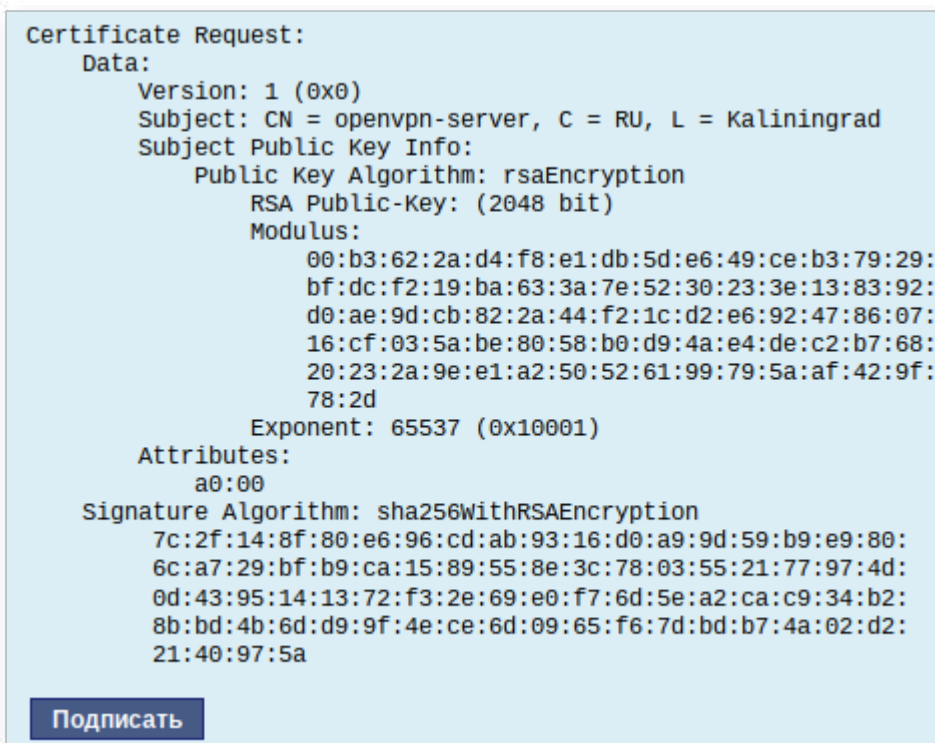 Certificate Request:
Data:
Version: 1 (0x0)
Subject: CN = openvpn-server, C = RU, L = Kaliningrad
Subject Public Key Info:
Public Key Algorithm: rsaEncryption
RSA Public-Key: (2048 bit)
Modulus:
00:b3:62:2a:d4:f8:e1:db:5d:e6:49:ce:b3:79:29:
bf:dc:f2:19:ba:63:3a:7e:52:30:23:3e:13:83:92:
d0:ae:9d:cb:82:2a:44:f2:1c:d2:e6:92:47:86:07:
16:cf:03:5a:be:80:58:b0:d9:4a:e4:de:c2:b7:68:
20:23:2a:9e:e1:a2:50:52:61:99:79:5a:af:42:9f:
78:2d
Exponent: 65537 (0x10001)
Attributes:
a0:00
Signature Algorithm: sha256WithRSAEncryption
7c:2f:14:8f:80:e6:96:cd:ab:93:16:d0:a9:9d:59:b9:e9:80:
6c:a7:29:bf:b9:ca:15:89:55:8e:3c:78:03:55:21:77:97:4d:
0d:43:95:14:13:72:f3:2e:69:e0:f7:6d:5e:a2:ca:c9:34:b2:
8b:bd:4b:6d:d9:9f:4e:ce:6d:09:65:f6:7d:bd:b7:4a:02:d2:
21:40:97:5a
Подписать